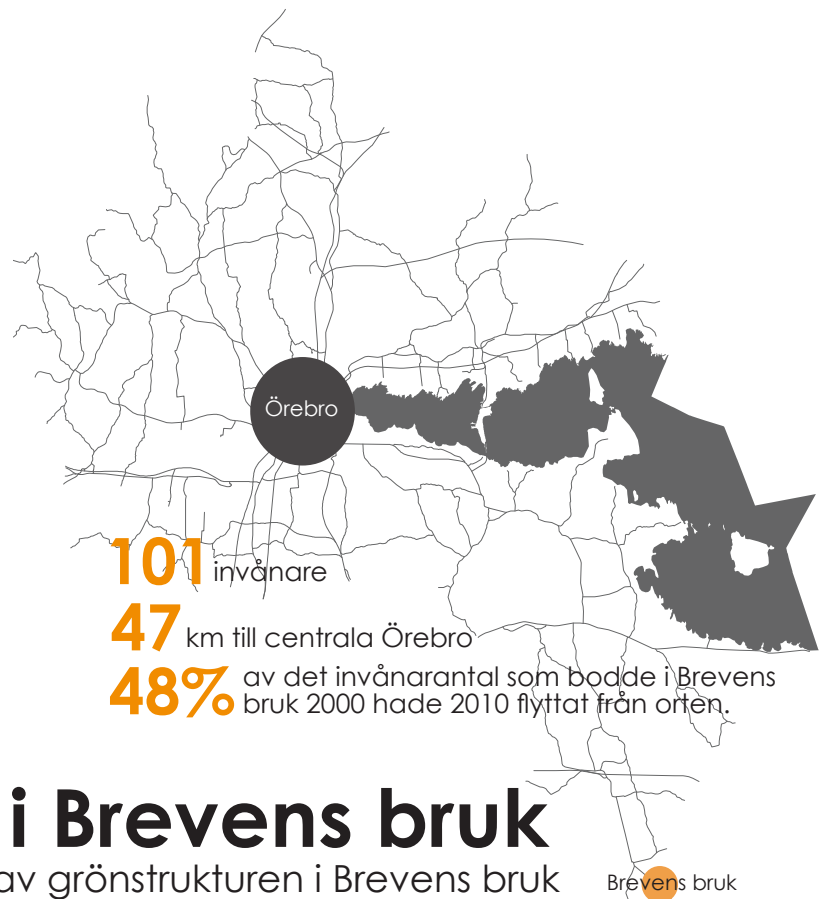 Örebro
101 invånare
47 km till centrala Örebro
48% av det invånarantal som bodde i Brevens
bruk 2000 hade 2010 flyttat från orten.
i Brevens bruk
av grönstrukturen i Brevens bruk
Brevens bruk